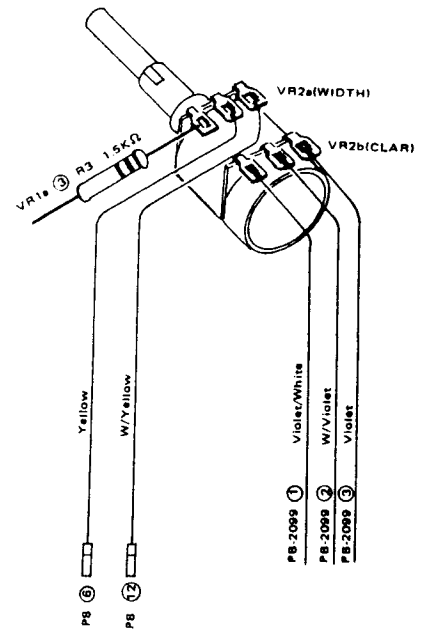 VR2a(WIDTH)
VR2b(CLAR)
R3 1.5KΩ
VR1a ③
Yellow
W/Yellow
Violet/White
W/Violet
Violet
P8 ⑥
P8 ⑫
PB-2099 ①
PB-2099 ②
PB-2099 ③